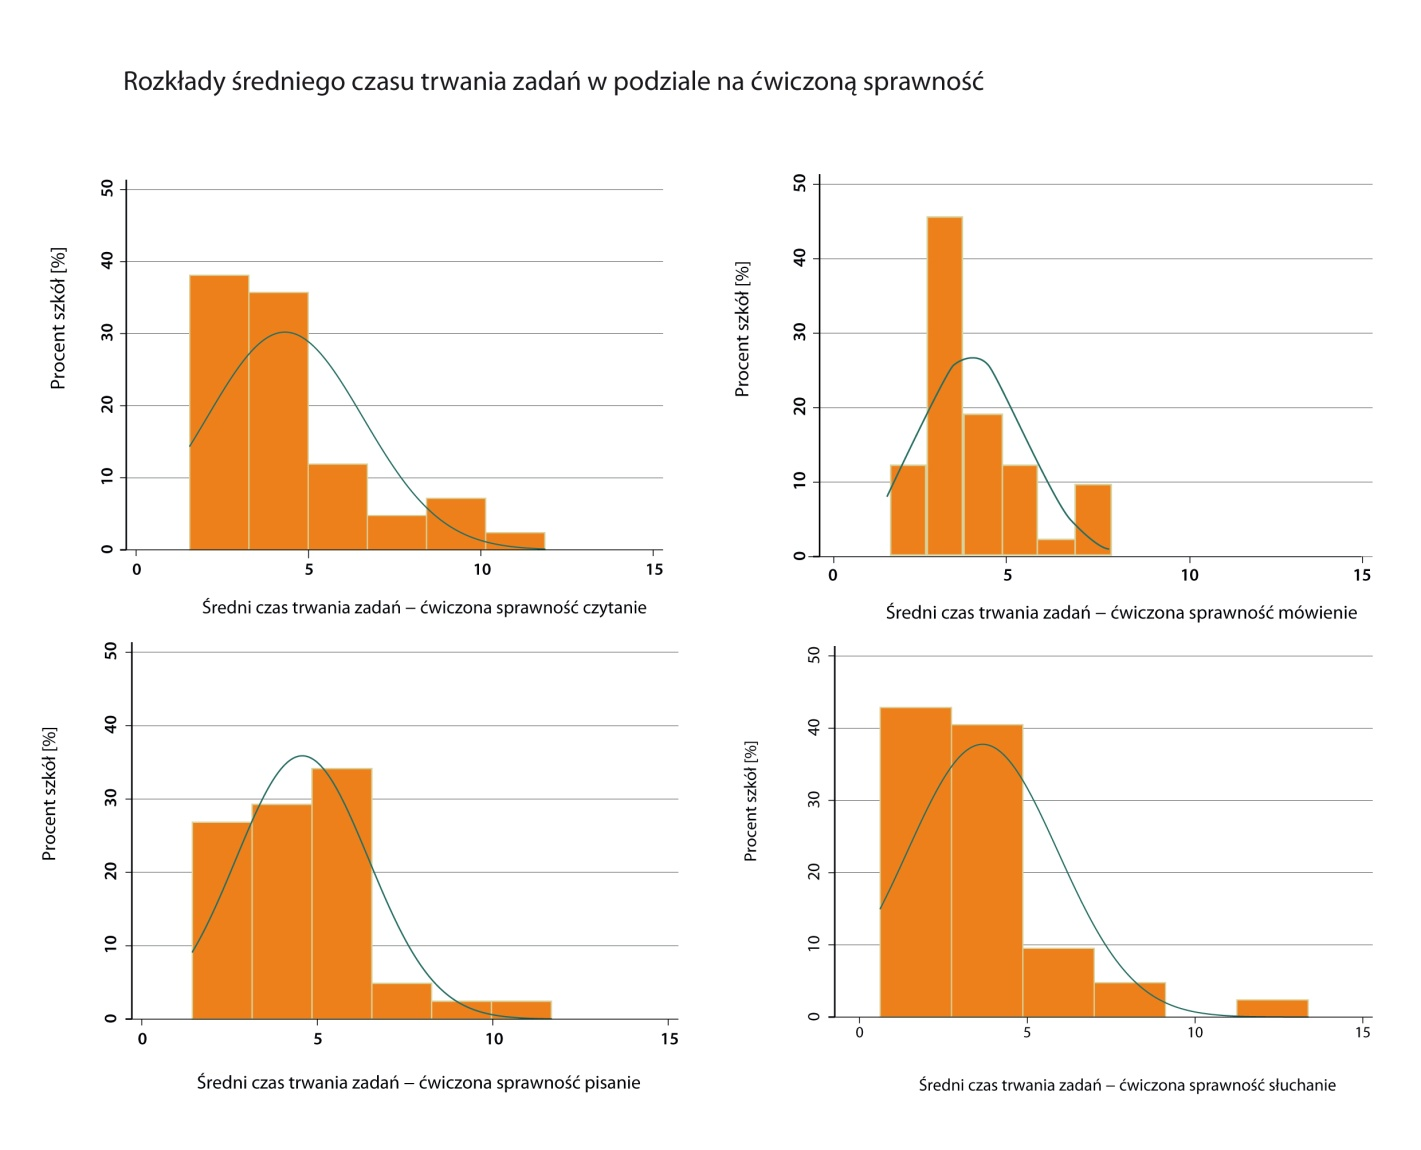 Rozkłady średniego czasu trwania zadań w podziale na ćwiczoną sprawność
Procent szkół [%]
50
40
30
20
10
0
0 5 10 15
Średni czas trwania zadań – ćwiczona sprawność czytanie
Procent szkół [%]
50
40
30
20
10
0
0 5 10 15
Średni czas trwania zadań – ćwiczona sprawność mówienie
Procent szkół [%]
50
40
30
20
10
0
0 5 10 15
Średni czas trwania zadań – ćwiczona sprawność pisanie
Procent szkół [%]
50
40
30
20
10
0
0 5 10 15
Średni czas trwania zadań – ćwiczona sprawność słuchanie